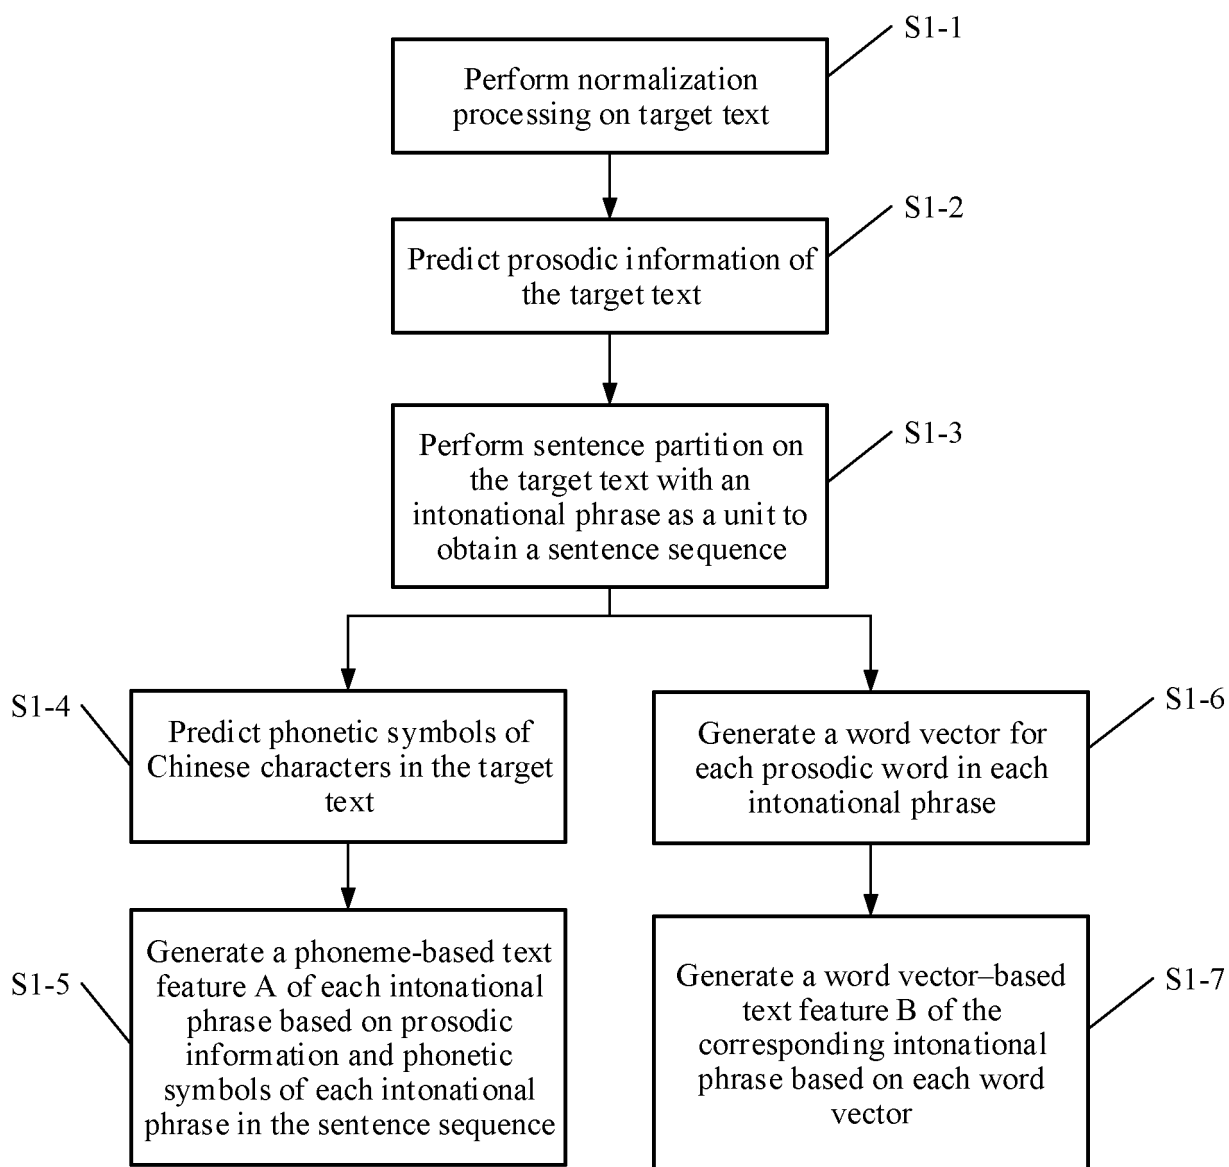 S1-1
Perform normalization
processing on target text
S1-2
Predict prosodic information of
the target text
S1-3
Perform sentence partition on
the target text with an
intonational phrase as a unit to
obtain a sentence sequence
S1-4
Predict phonetic symbols of
Chinese characters in the target
text
S1-5
Generate a phoneme-based text
feature A of each intonational
phrase based on prosodic
information and phonetic
symbols of each intonational
phrase in the sentence sequence
S1-6
Generate a word vector for
each prosodic word in each
intonational phrase
S1-7
Generate a word vector–based
text feature B of the
corresponding intonational
phrase based on each word
vector